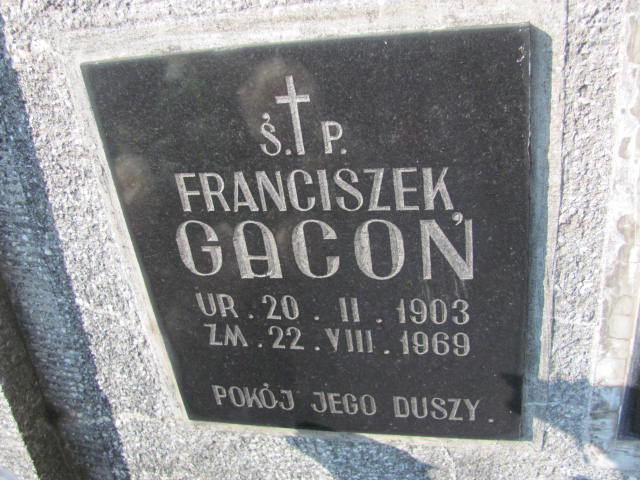 Ś. P.
FRANCISZEK
GACOŃ
UR. 20. II. 1903
ZM. 22. VIII. 1969
POKÓJ JEGO DUSZY.